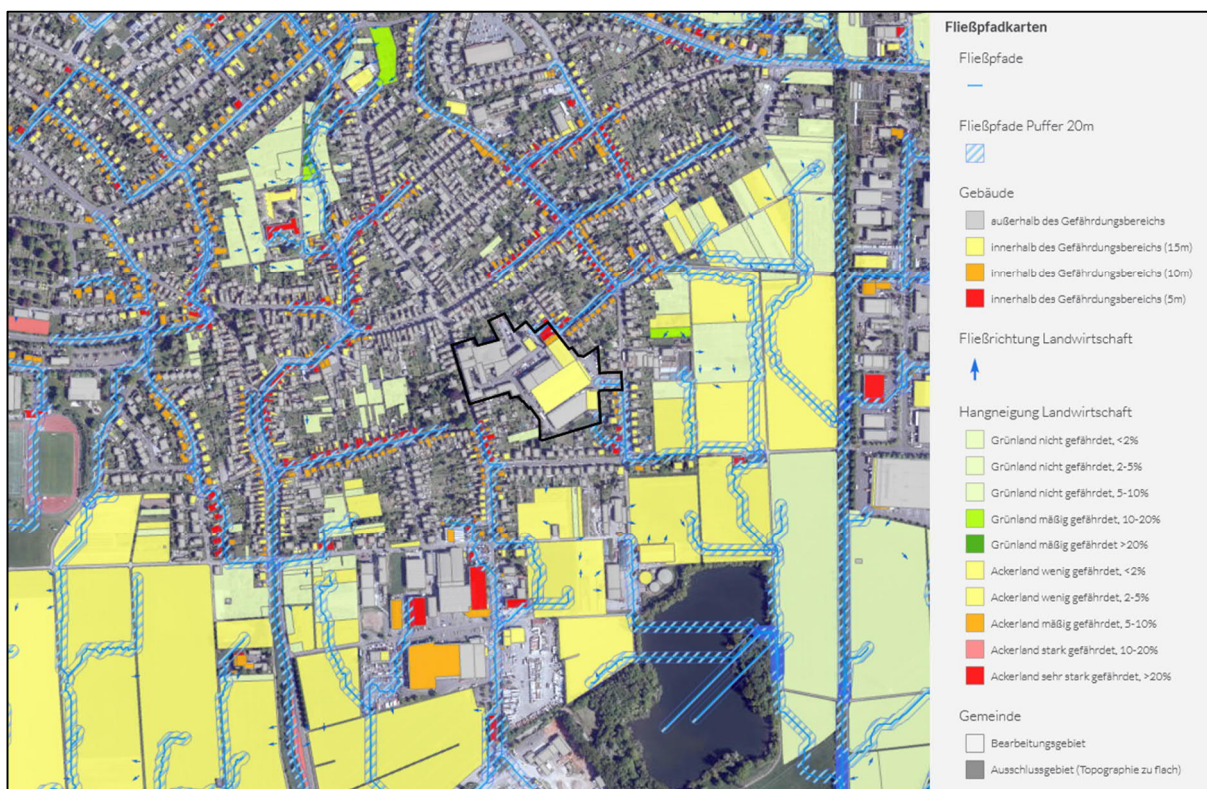 Fließpfadkarten
Fließpfade
Fließpfade Puffer 20m
Gebäude
außerhalb des Gefährdungsbereichs
innerhalb des Gefährdungsbereichs (15m)
innerhalb des Gefährdungsbereichs (10m)
innerhalb des Gefährdungsbereichs (5m)
Fließrichtung Landwirtschaft
Hangneigung Landwirtschaft
Grünland nicht gefährdet, <2%
Grünland nicht gefährdet, 2-5%
Grünland nicht gefährdet, 5-10%
Grünland mäßig gefährdet, 10-20%
Grünland mäßig gefährdet >20%
Ackerland wenig gefährdet, <2%
Ackerland wenig gefährdet, 2-5%
Ackerland mäßig gefährdet, 5-10%
Ackerland stark gefährdet, 10-20%
Ackerland sehr stark gefährdet, >20%
Gemeinde
Bearbeitungsgebiet
Ausschlussgebiet (Topographie zu flach)